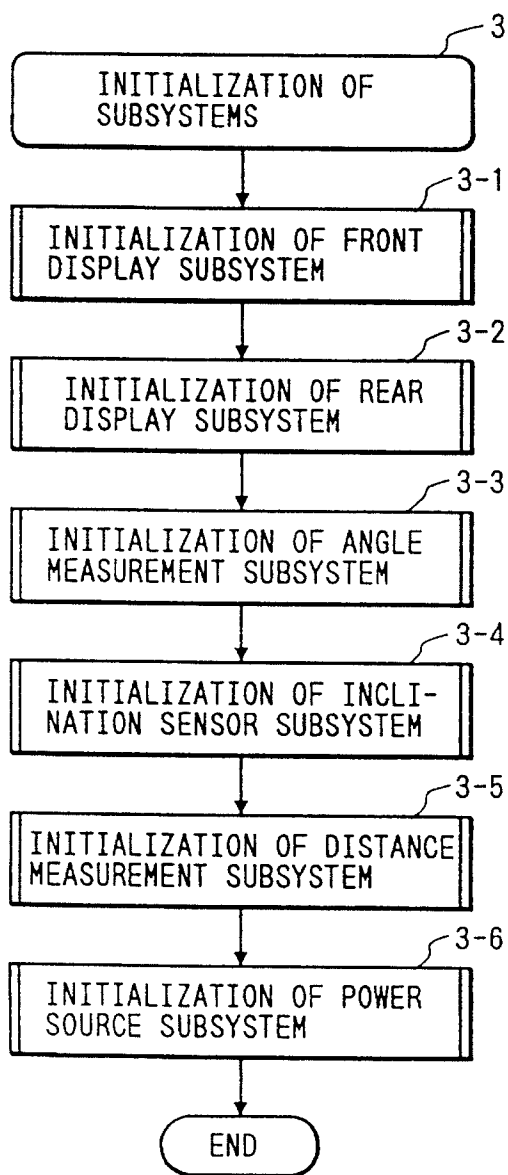 3
INITIALIZATION OF
SUBSYSTEMS
3-1
INITIALIZATION OF FRONT
DISPLAY SUBSYSTEM
3-2
INITIALIZATION OF REAR
DISPLAY SUBSYSTEM
3-3
INITIALIZATION OF ANGLE
MEASUREMENT SUBSYSTEM
3-4
INITIALIZATION OF INCLI-
NATION SENSOR SUBSYSTEM
3-5
INITIALIZATION OF DISTANCE
MEASUREMENT SUBSYSTEM
3-6
INITIALIZATION OF POWER
SOURCE SUBSYSTEM
END